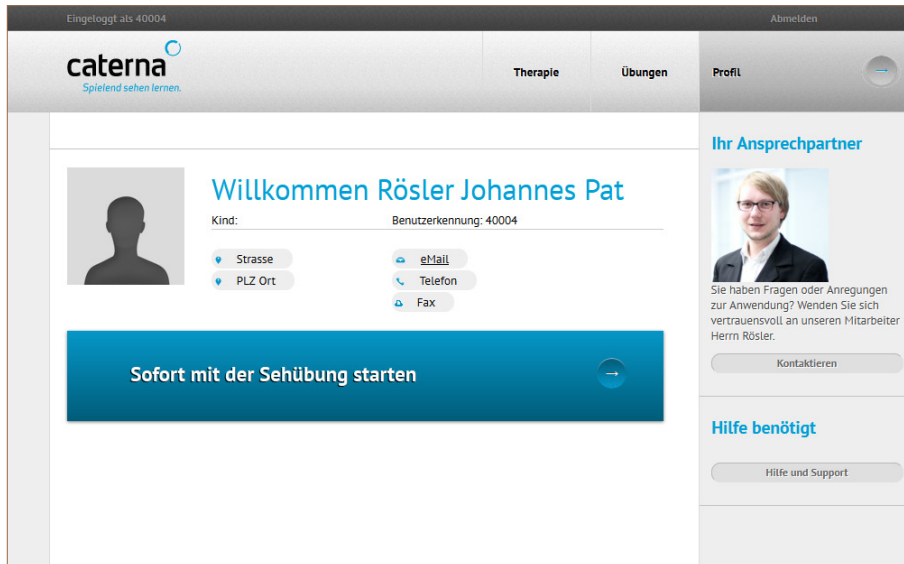 Eingeloggt als 40004
Abmelden
caterna
Spielend sehen lernen.
Therapie
Übungen
Profil
Willkommen Rösler Johannes Pat
Kind:
Benutzerkennung: 40004
Strasse
eMail
PLZ Ort
Telefon
Fax
Sofort mit der Sehübung starten
Ihr Ansprechpartner
Sie haben Fragen oder Anregungen
zur Anwendung? Wenden Sie sich
vertrauensvoll an unseren Mitarbeiter
Herrn Rösler.
Kontaktieren
Hilfe benötigt
Hilfe und Support